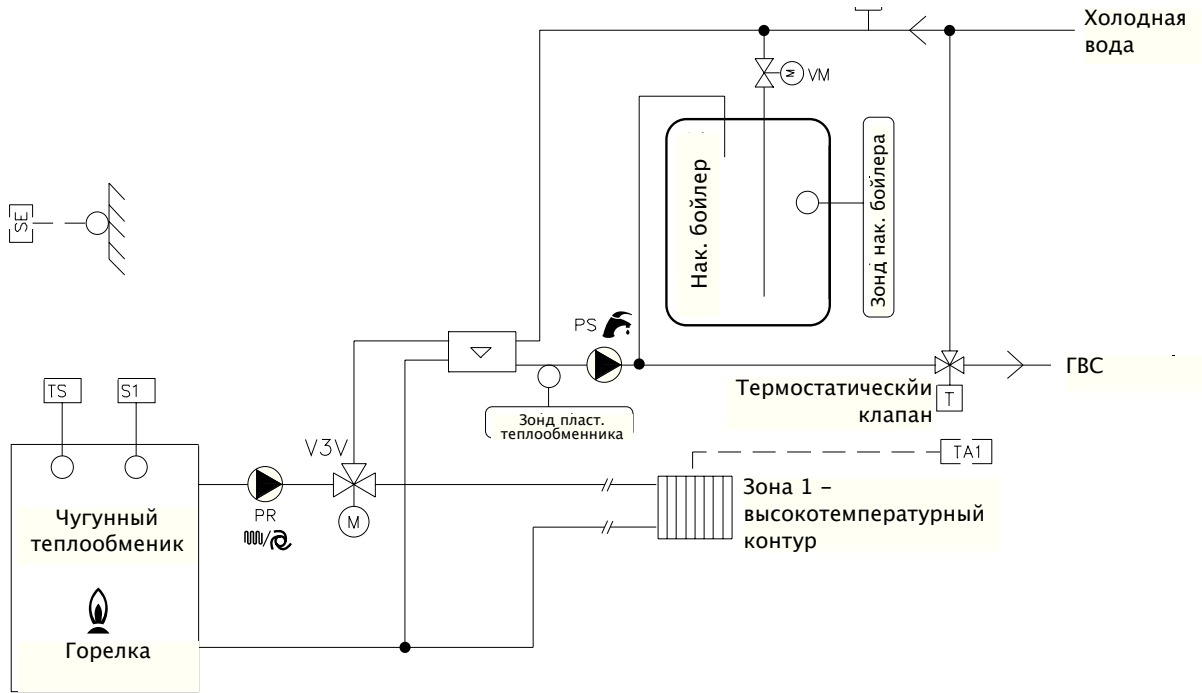 Холодная
вода
M
VM
Нак. бойлер
Зонд нак. бойлера
SE
PS
ГВС
Термостатическйи
клапан
T
Зонд пласт.
теплообменника
TS
S1
V3V
TA1
PR
M
Зона 1 –
высокотемпературный
контур
Чугунный
теплообменик
Горелка